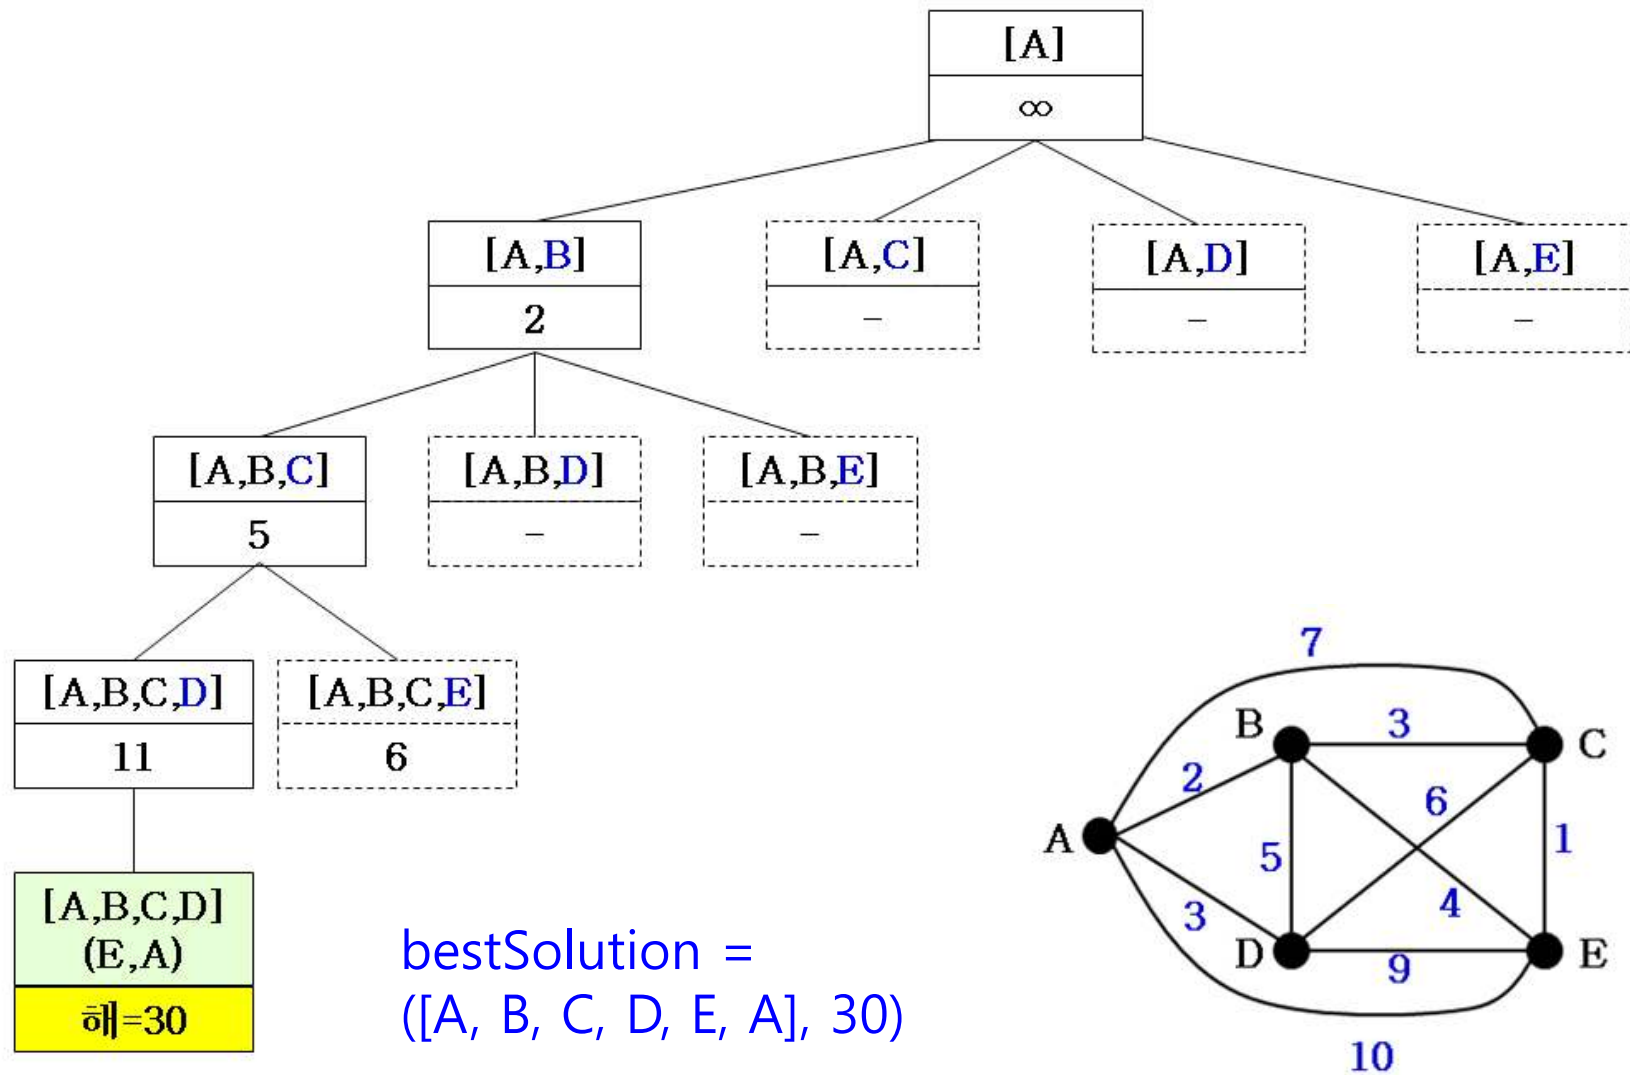 [A]
∞
[A,B]
2
[A,C]
–
[A,D]
–
[A,E]
–
[A,B,C]
5
[A,B,D]
–
[A,B,E]
–
[A,B,C,D]
11
[A,B,C,E]
6
[A,B,C,D]
(E,A)
해=30
bestSolution =
([A, B, C, D, E, A], 30)
7
B
3
C
2
6
A
5
1
3
4
D
9
E
10